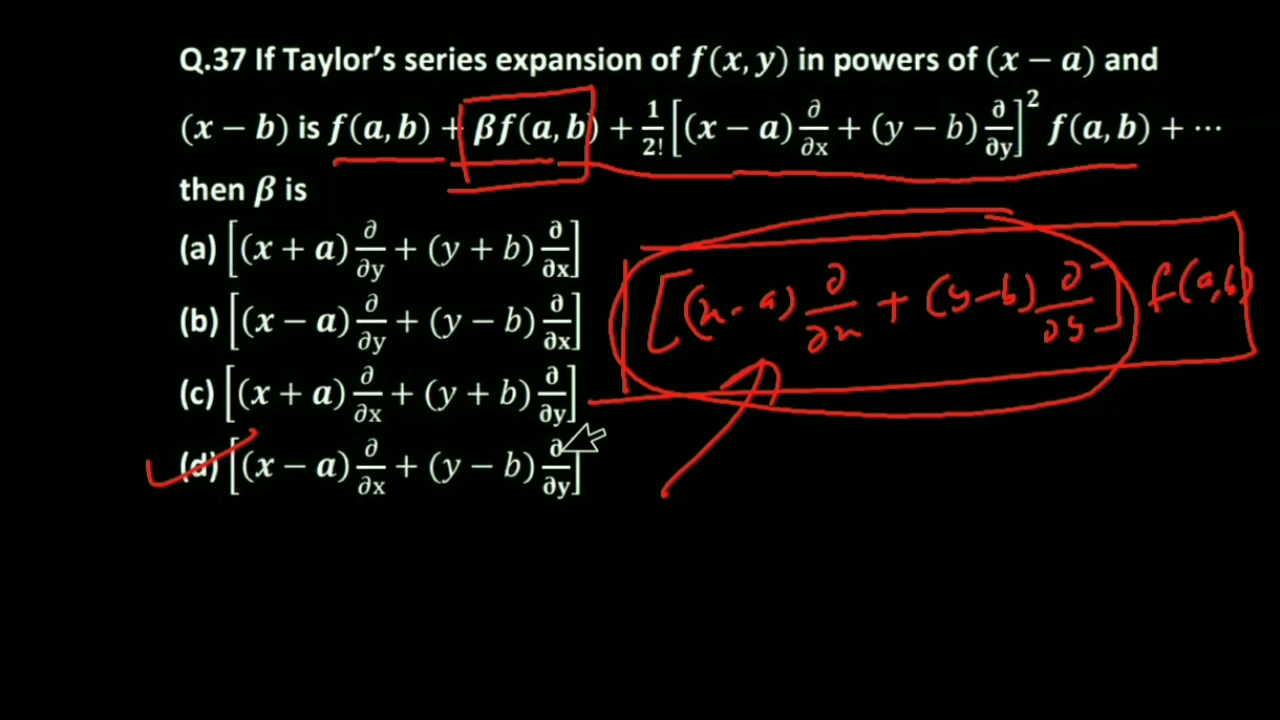 Q.37 If Taylor's series expansion of f(x, y) in powers of (x − a) and
(x − b) is f(a, b) + βf(a, b) + 1/2! [(x − a) ∂/∂x + (y − b) ∂/∂y]² f(a, b) + ⋯
then β is
(a) [(x + a) ∂/∂y + (y + b) ∂/∂x]
(b) [(x − a) ∂/∂y + (y − b) ∂/∂x]
[(x - a) ∂/∂x + (y-b) ∂/∂y] f(a,b)
(c) [(x + a) ∂/∂x + (y + b) ∂/∂y]
(d) [(x − a) ∂/∂x + (y − b) ∂/∂y]